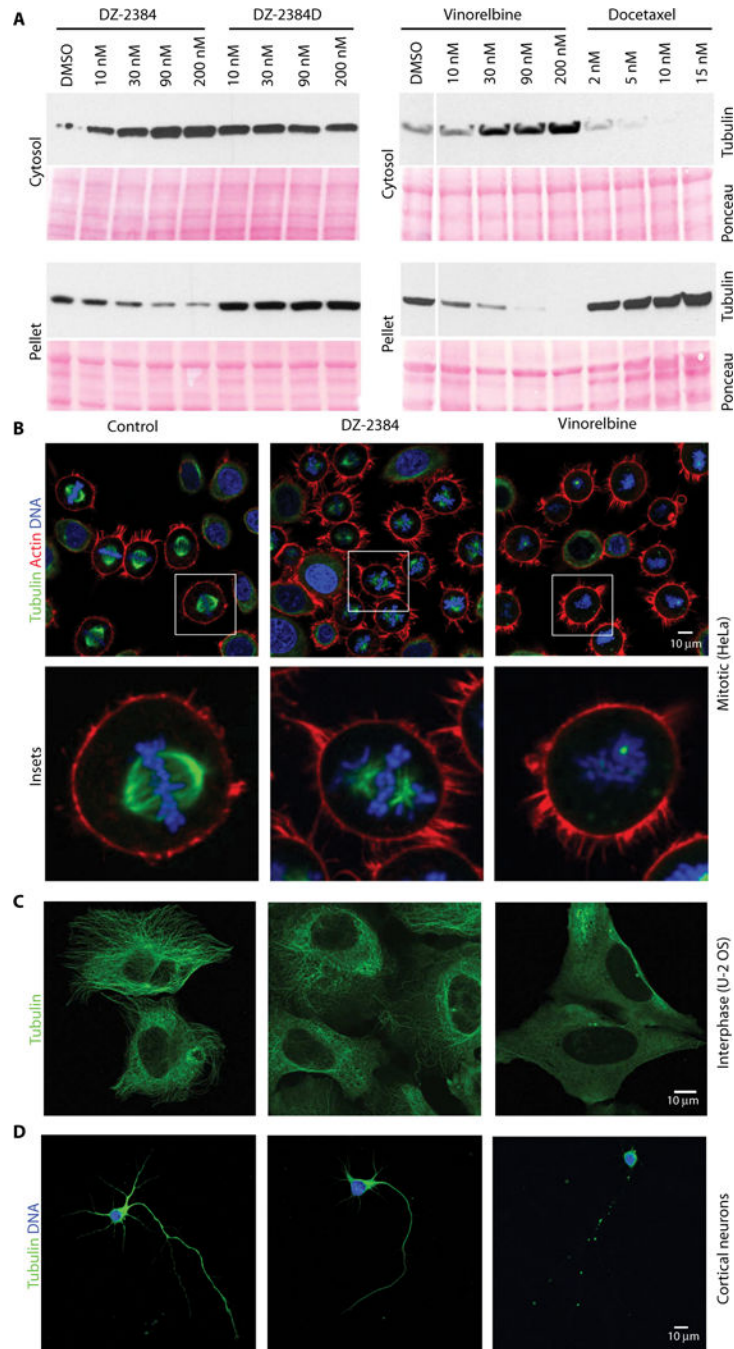 A
DZ-2384 DZ-2384D Vinorelbine Docetaxel
DMSO 10 nM 30 nM 90 nM 200 nM 10 nM 30 nM 90 nM 200 nM DMSO 10 nM 30 nM 90 nM 200 nM 2 nM 5 nM 10 nM 15 nM
Cytosol Cytosol Tubulin
Ponceau
Pellet Pellet Tubulin
Ponceau
B
Control DZ-2384 Vinorelbine
Tubulin Actin DNA
10 μm
Mitotic (HeLa)
Insets
C
Tubulin
Interphase (U-2 OS)
10 μm
D
Tubulin DNA
Cortical neurons
10 μm